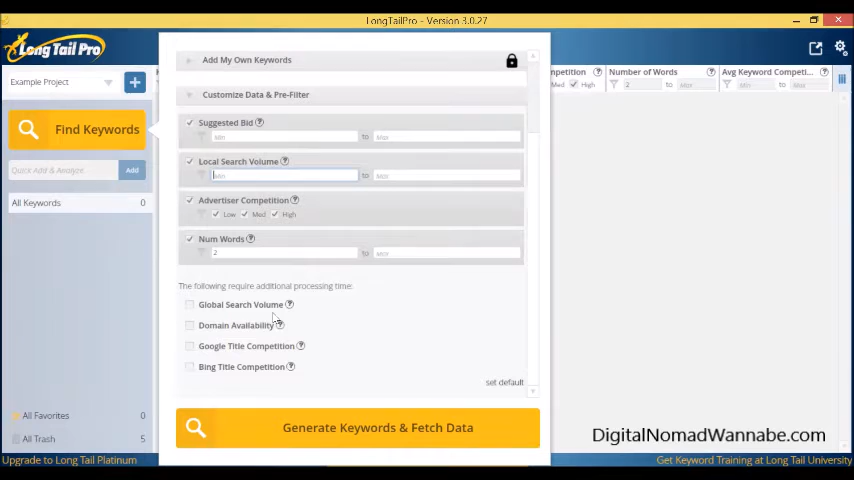 LongTailPro - Version 3.0.27
Long Tail Pro
Add My Own Keywords
Number of Words
Avg Keyword Competi...
Example Project
Customize Data & Pre-Filter
Med High
2
Max
Min
to
Max
Find Keywords
Suggested Bid
Min
to
Max
Quick Add & Analyze
Add
Local Search Volume
Min
to
Max
All Keywords
0
Advertiser Competition
Low Med High
Num Words
2
to
Max
The following require additional processing time:
Global Search Volume
Domain Availability
Google Title Competition
Bing Title Competition
set default
All Favorites
0
All Trash
5
Generate Keywords & Fetch Data
DigitalNomadWannabe.com
Upgrade to Long Tail Platinum
Get Keyword Training at Long Tail University